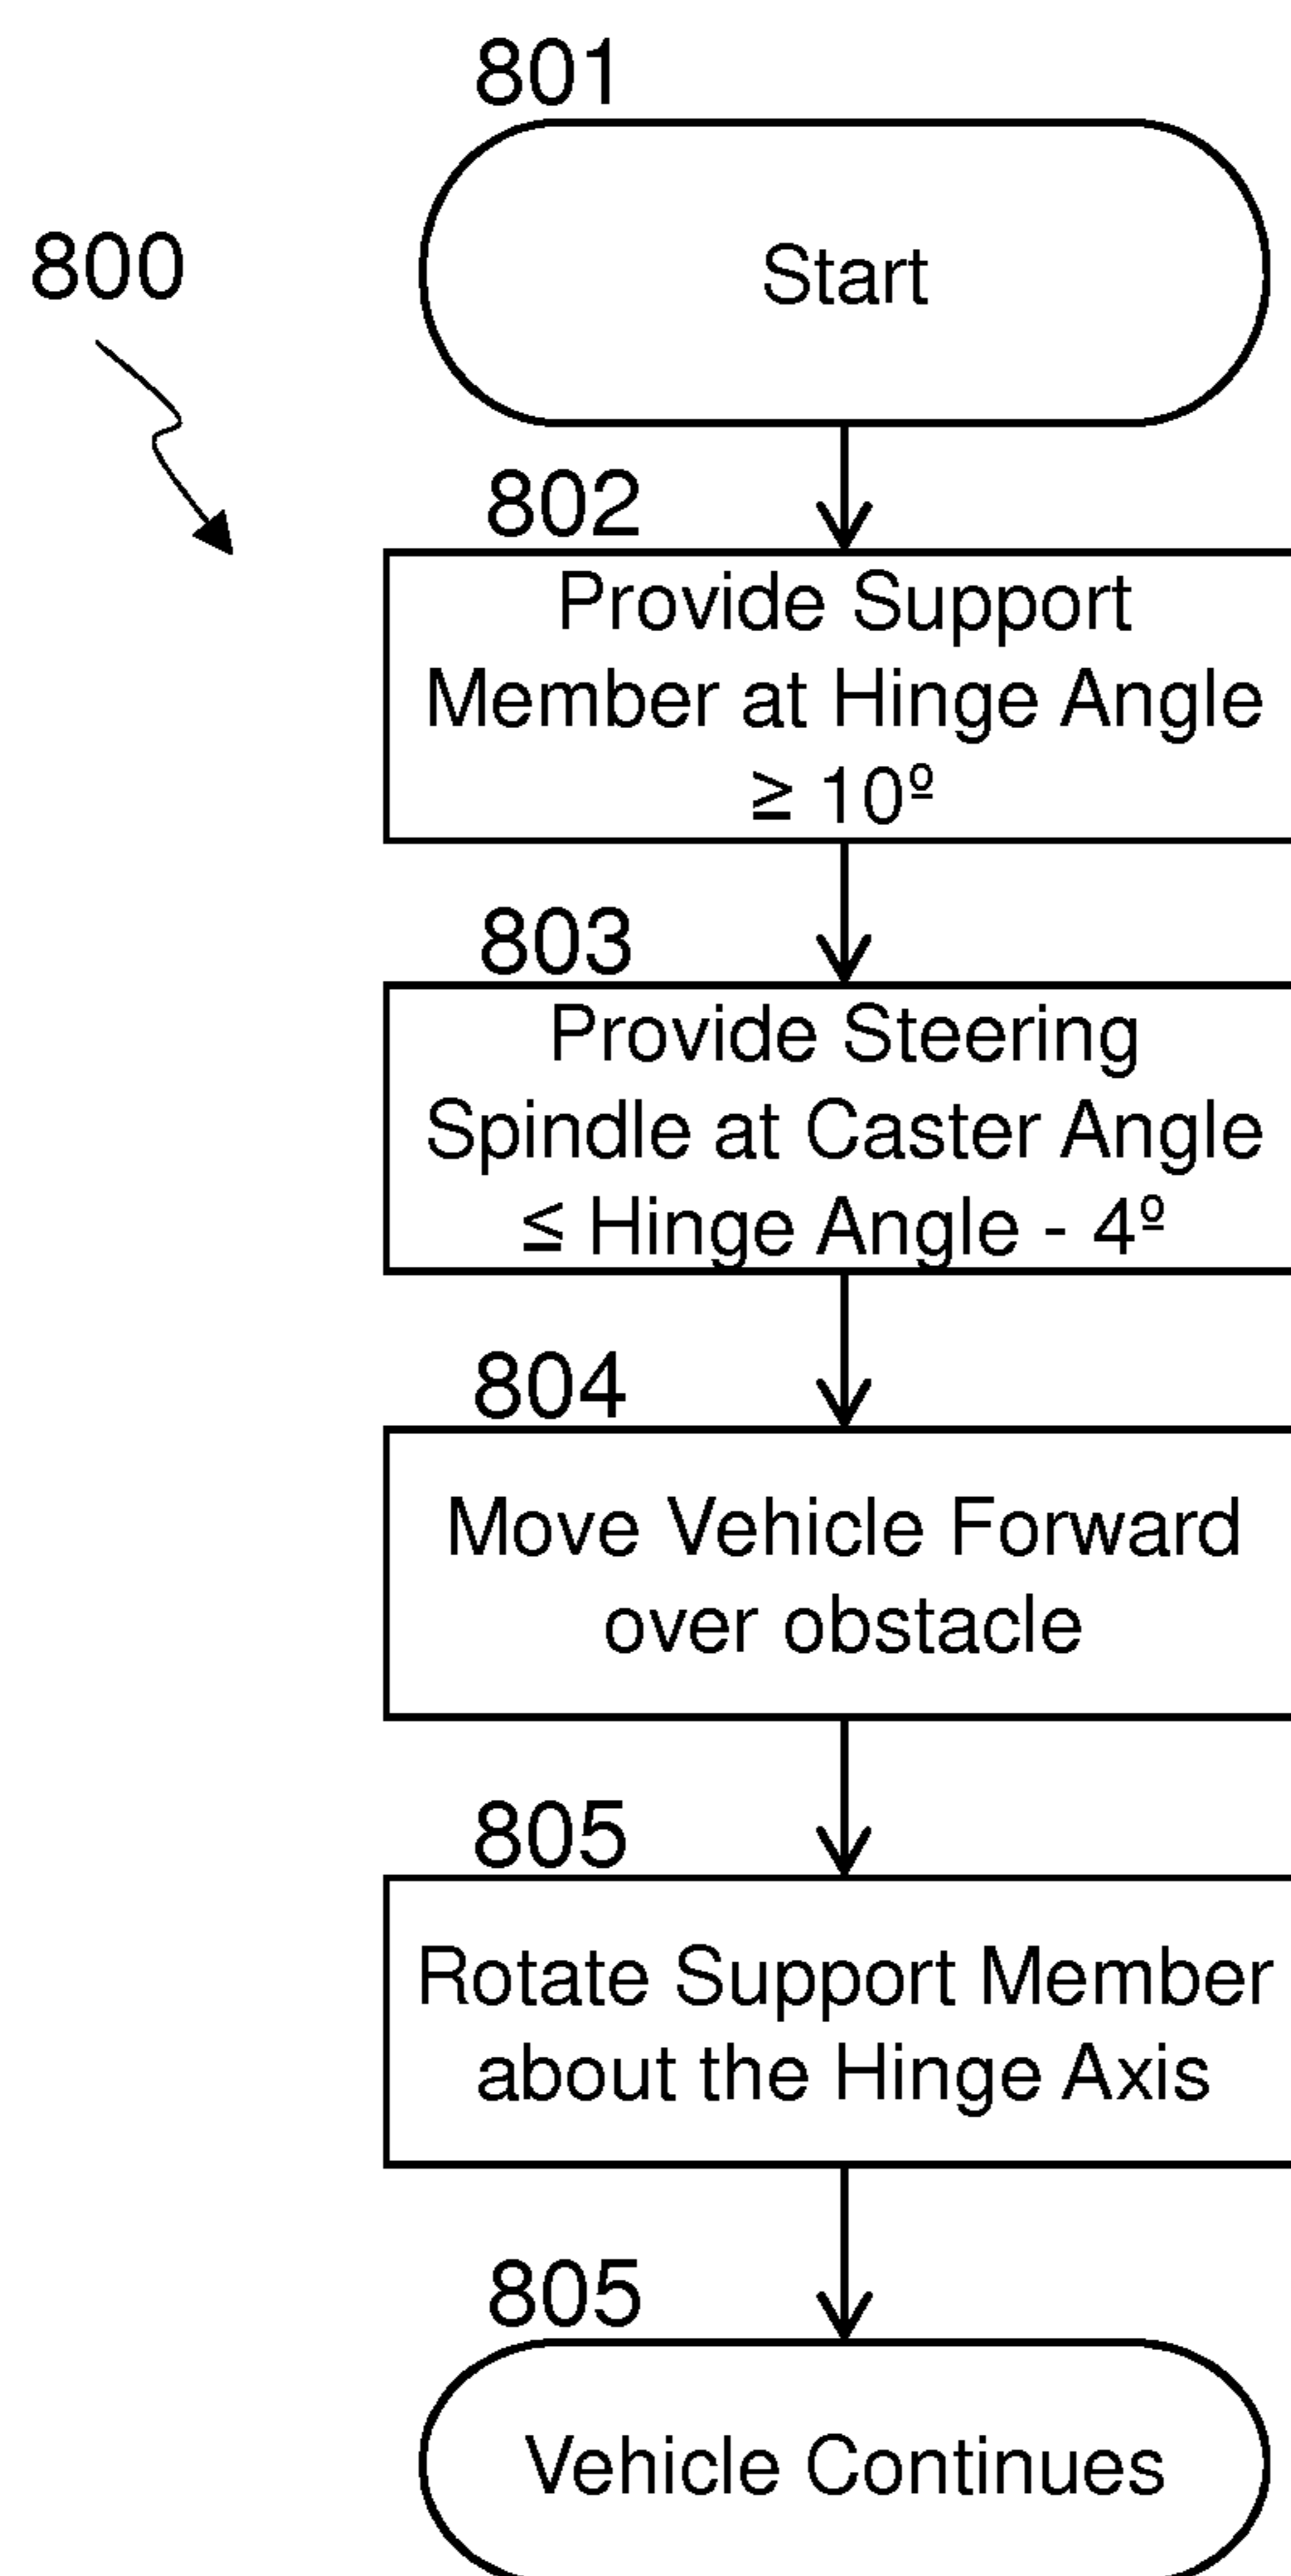 801
Start
800
802
Provide Support
Member at Hinge Angle
≥ 10º
803
Provide Steering
Spindle at Caster Angle
≤ Hinge Angle - 4º
804
Move Vehicle Forward
over obstacle
805
Rotate Support Member
about the Hinge Axis
805
Vehicle Continues